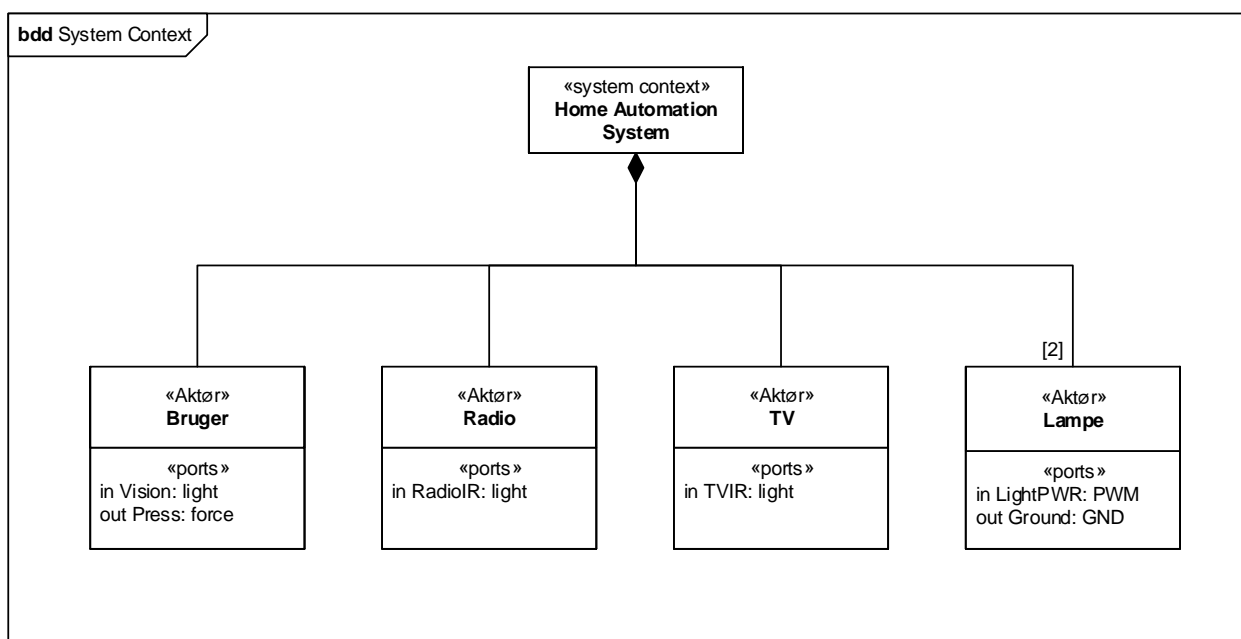 bdd System Context
«system context»
Home Automation
System
«Aktør»
Bruger
«ports»
in Vision: light
out Press: force
«Aktør»
Radio
«ports»
in RadioIR: light
«Aktør»
TV
«ports»
in TVIR: light
[2]
«Aktør»
Lampe
«ports»
in LightPWR: PWM
out Ground: GND